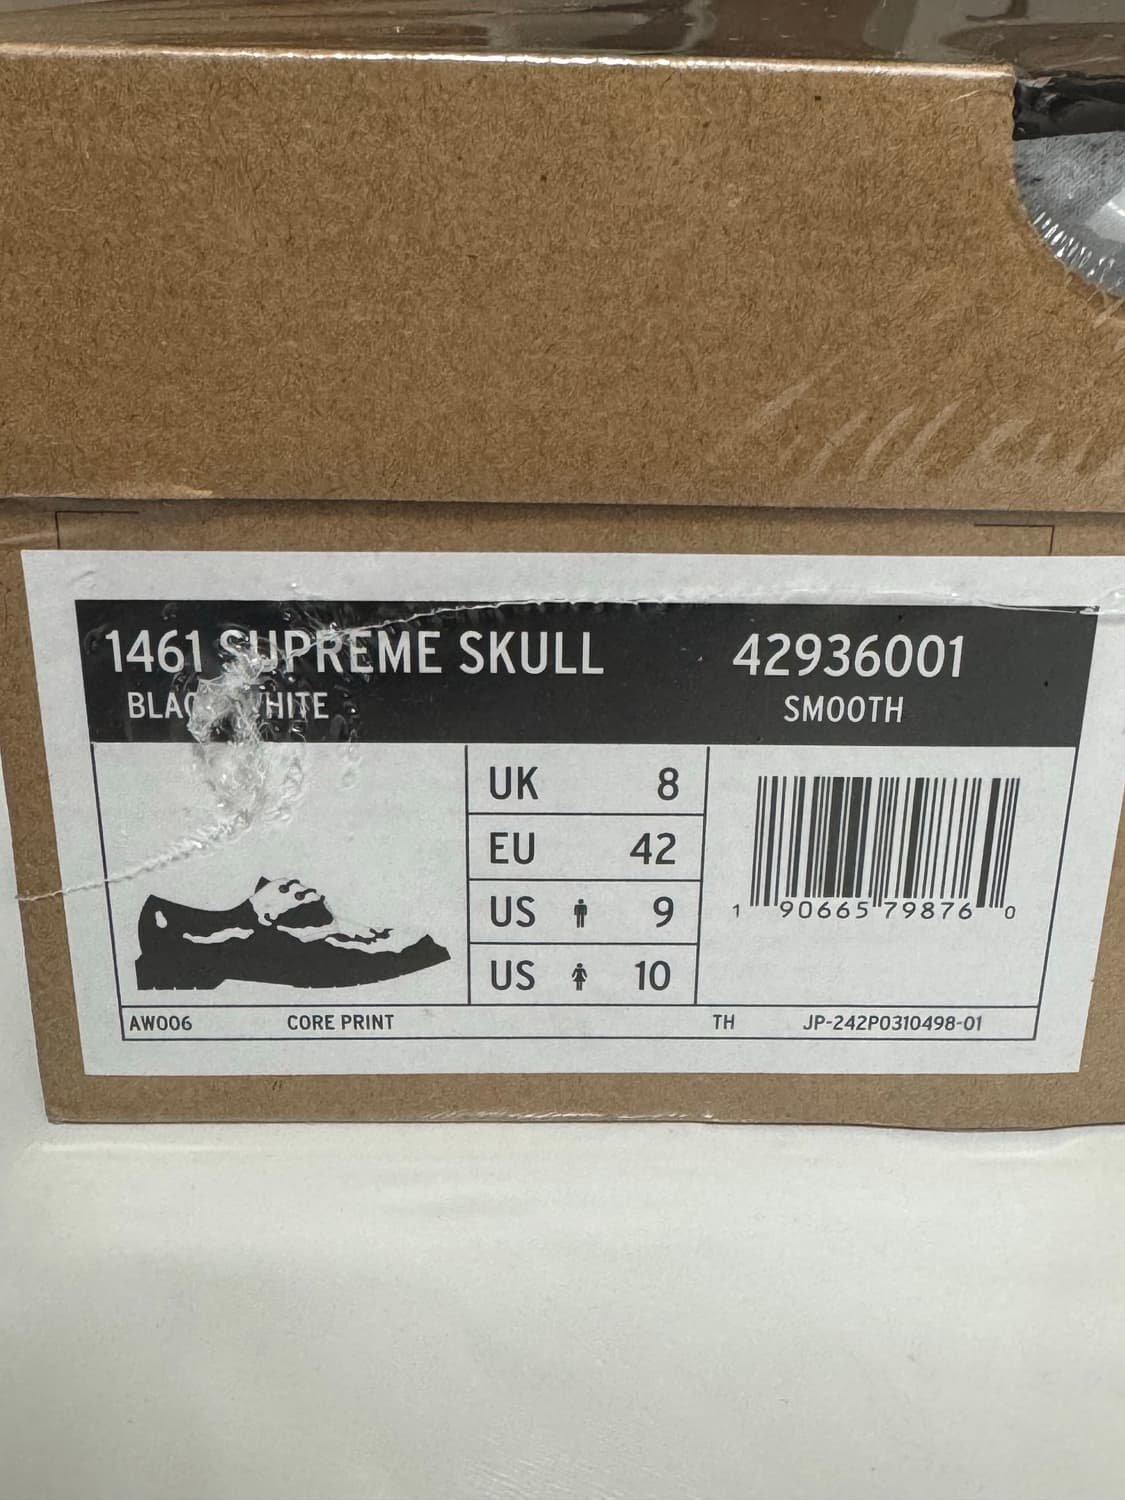 1461 SUPREME SKULL 42936001
WHITE SMOOTH
UK 8
EU 42
US 9
US 10
1 90665 79876 0
AW006 CORE PRINT TH JP-242P0310498-01